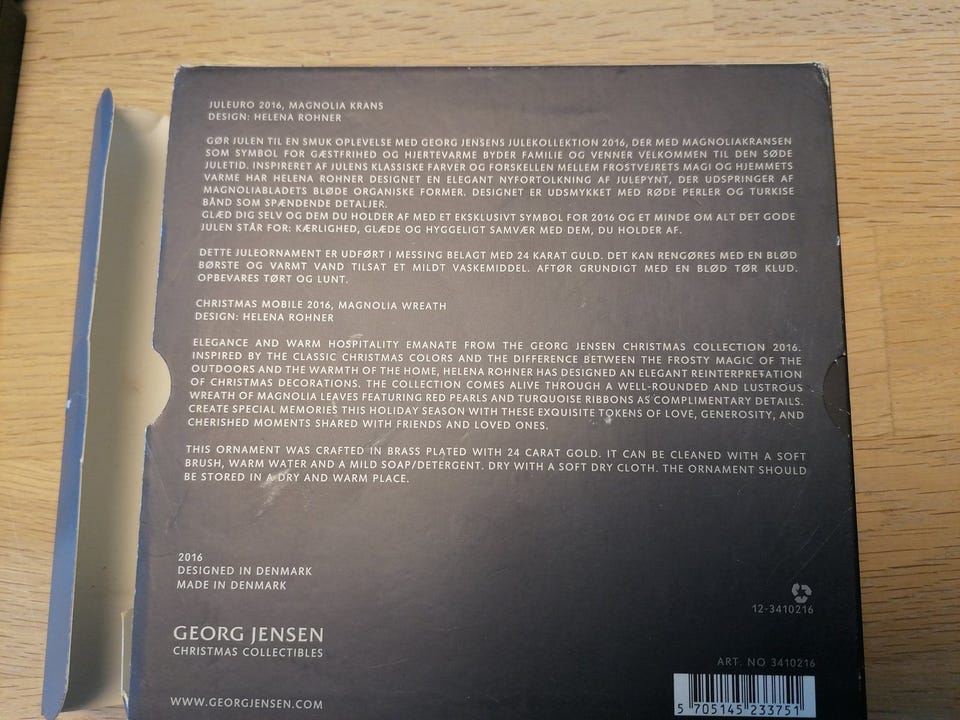 JULEURO 2016, MAGNOLIA KRANS
DESIGN: HELENA ROHNER
GØR JULEN TIL EN SMUK OPLEVELSE MED GEORG JENSENS JULEKOLLEKTION 2016, DER MED MAGNOLIAKRANSEN
SOM SYMBOL FOR GÆSTFRIHED OG HJERTEVARME BYDER FAMILIE OG VENNER VELKOMMEN TIL DEN SØDE
JULETID. INSPIRERET AF JULENS KLASSISKE FARVER OG FORSKELLEN MELLEM FROSTVEJRETS MAGI OG HJEMMETS
VARME HAR HELENA ROHNER DESIGNET EN ELEGANT NYFORTOLKNING AF JULEPYNT, DER UDSPRINGER AF
MAGNOLIABLADETS BLØDE ORGANISKE FORMER. DESIGNET ER UDSMYKKET MED RØDE PERLER OG TURKISE
BÅND SOM SPÆNDENDE DETALJER.
GLÆD DIG SELV OG DEM DU HOLDER AF MED ET EKSKLUSIVT SYMBOL FOR 2016 OG ET MINDE OM ALT DET GODE
JULEN STÅR FOR: KÆRLIGHED, GLÆDE OG HYGGELIGT SAMVÆR MED DEM, DU HOLDER AF.
DETTE JULEORNAMENT ER UDFØRT I MESSING BELAGT MED 24 KARAT GULD. DET KAN RENGØRES MED EN BLØD
BØRSTE OG VARMT VAND TILSAT ET MILDT VASKEMIDDEL. AFTØR GRUNDIGT MED EN BLØD TØR KLUD.
OPBEVARES TØRT OG LUNT.
CHRISTMAS MOBILE 2016, MAGNOLIA WREATH
DESIGN: HELENA ROHNER
ELEGANCE AND WARM HOSPITALITY EMANATE FROM THE GEORG JENSEN CHRISTMAS COLLECTION 2016.
INSPIRED BY THE CLASSIC CHRISTMAS COLORS AND THE DIFFERENCE BETWEEN THE FROSTY MAGIC OF THE
OUTDOORS AND THE WARMTH OF THE HOME, HELENA ROHNER HAS DESIGNED AN ELEGANT REINTERPRETATION
OF CHRISTMAS DECORATIONS. THE COLLECTION COMES ALIVE THROUGH A WELL-ROUNDED AND LUSTROUS
WREATH OF MAGNOLIA LEAVES FEATURING RED PEARLS AND TURQUOISE RIBBONS AS COMPLIMENTARY DETAILS.
CREATE SPECIAL MEMORIES THIS HOLIDAY SEASON WITH THESE EXQUISITE TOKENS OF LOVE, GENEROSITY, AND
CHERISHED MOMENTS SHARED WITH FRIENDS AND LOVED ONES.
THIS ORNAMENT WAS CRAFTED IN BRASS PLATED WITH 24 CARAT GOLD. IT CAN BE CLEANED WITH A SOFT
BRUSH, WARM WATER AND A MILD SOAP/DETERGENT. DRY WITH A SOFT DRY CLOTH. THE ORNAMENT SHOULD
BE STORED IN A DRY AND WARM PLACE.
2016
DESIGNED IN DENMARK
MADE IN DENMARK
12-3410216
GEORG JENSEN
CHRISTMAS COLLECTIBLES
ART. NO 3410216
WWW.GEORGJENSEN.COM
5 705145 233751